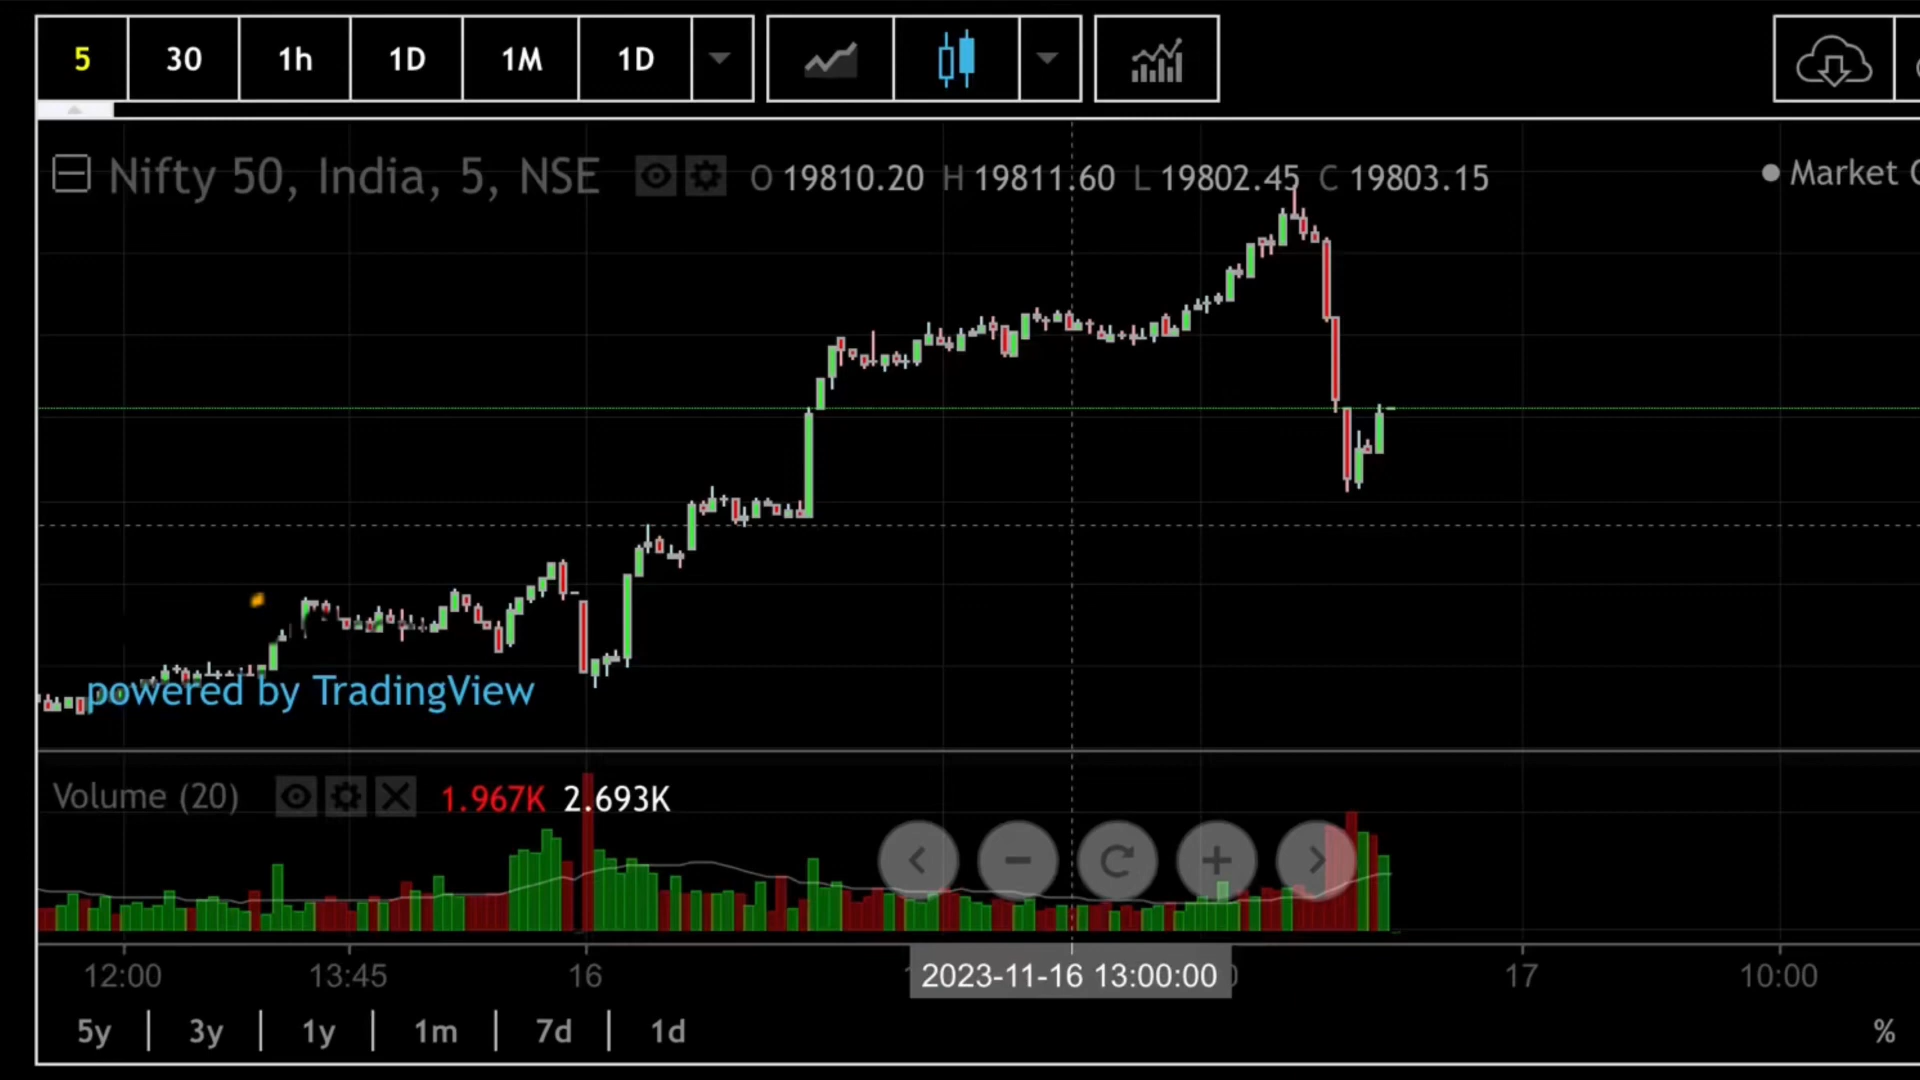 5 30 1h 1D 1M 1D
Nifty 50, India, 5, NSE O 19810.20 H 19811.60 L 19802.45 C 19803.15
Market
powered by TradingView
Volume (20) 1.967K 2.693K
12:00 13:45 16 2023-11-16 13:00:00 17 10:00
5y | 3y | 1y | 1m | 7d | 1d %